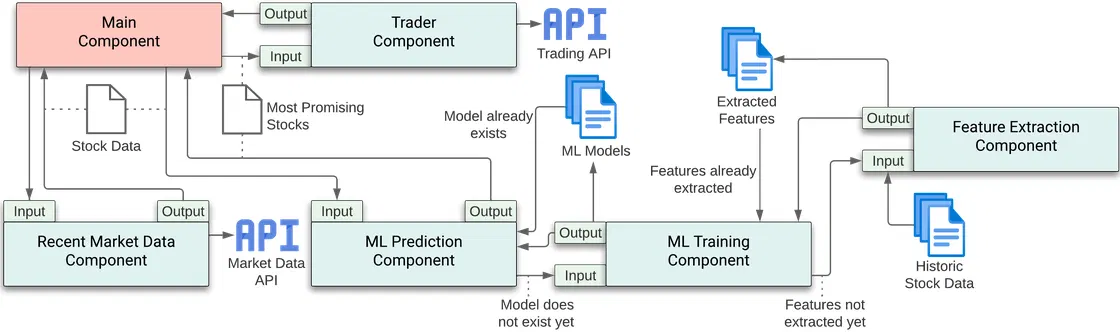 Main
Component
Output
Input
Trader
Component
API
Trading API
Stock Data
Most Promising
Stocks
Model already
exists
ML Models
Extracted
Features
Features already
extracted
Output
Input
Feature Extraction
Component
Historic
Stock Data
Input
Output
Recent Market Data
Component
API
Market Data
API
Input
Output
ML Prediction
Component
Output
Input
ML Training
Component
Model does
not exist yet
Features not
extracted yet